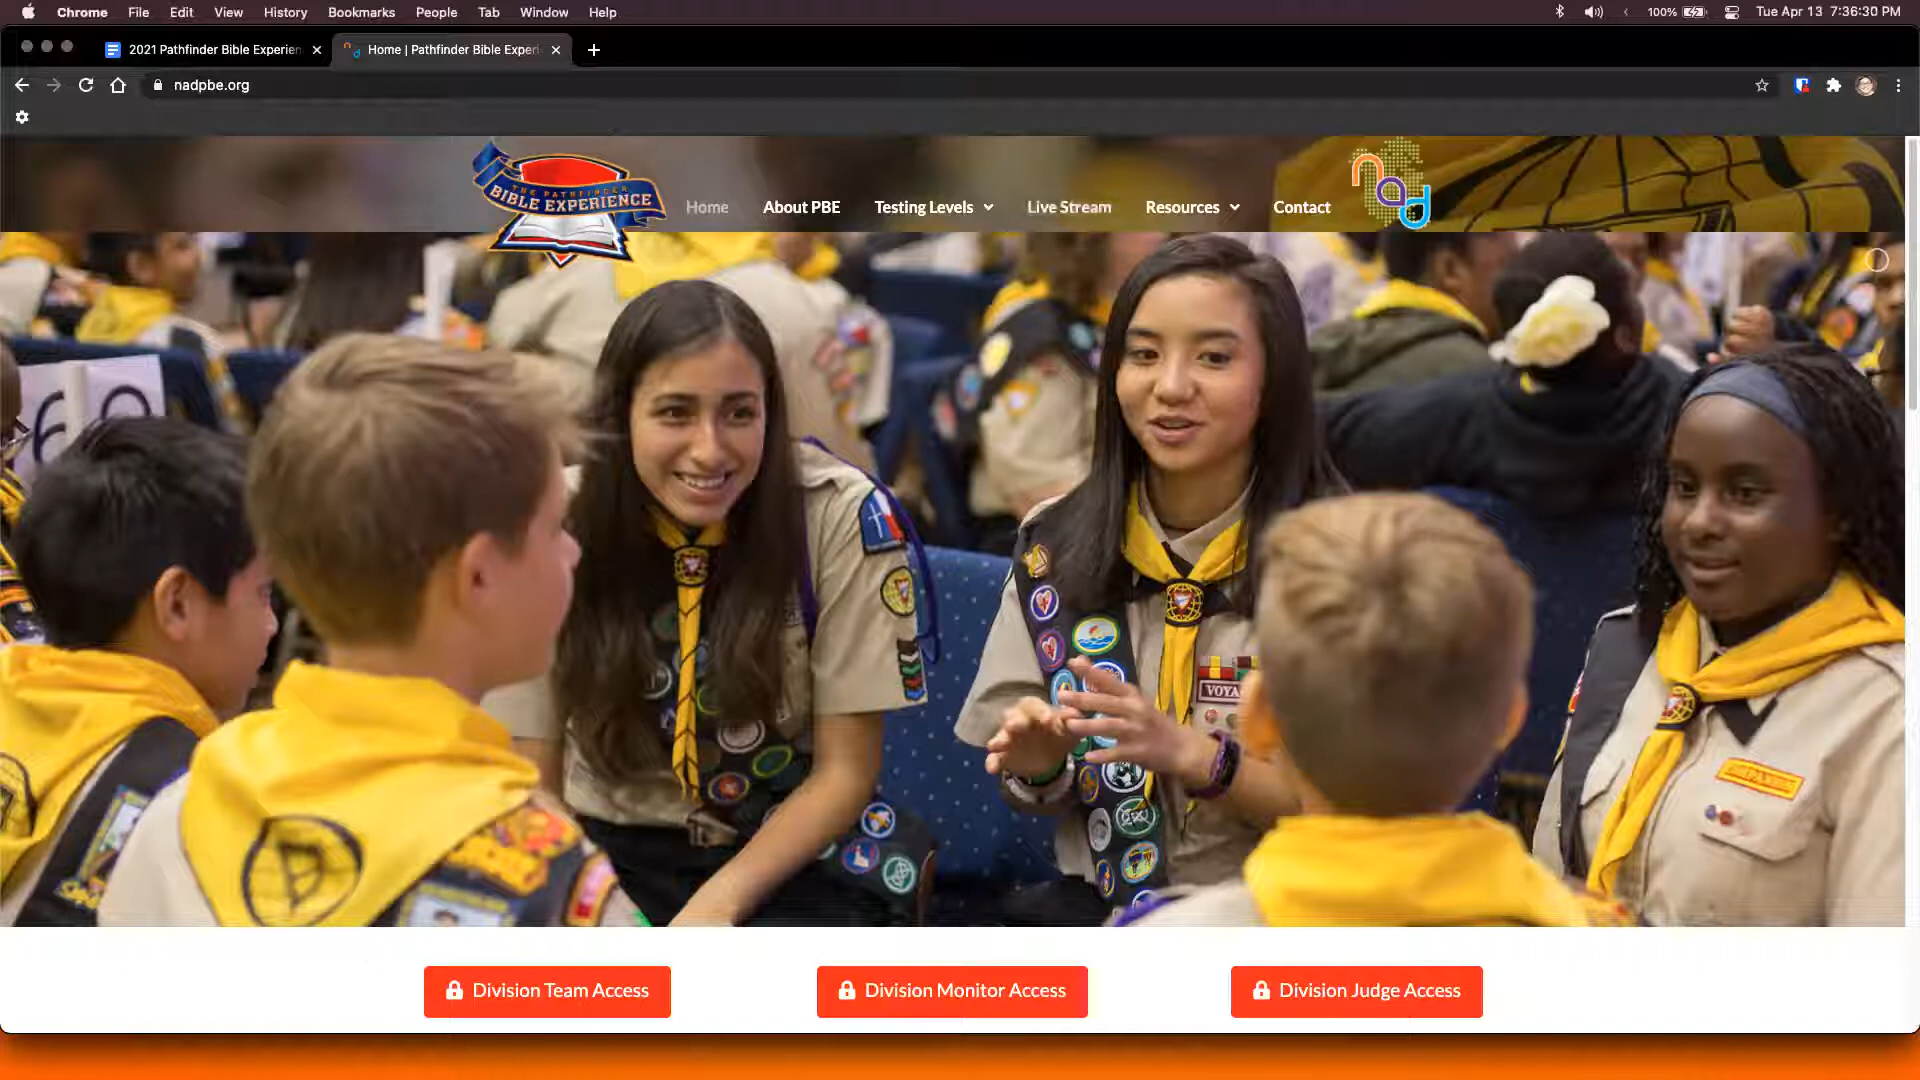 Chrome File Edit View History Bookmarks People Tab Window Help 100% Tue Apr 13 7:36:30 PM
2021 Pathfinder Bible Experien Home | Pathfinder Bible Experi
nadpbe.org
THE PATHFINDER
BIBLE EXPERIENCE
nad
Home About PBE Testing Levels Live Stream Resources Contact
VOYA
Division Team Access Division Monitor Access Division Judge Access